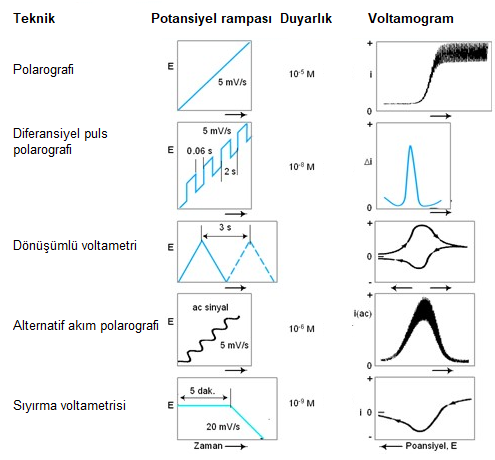 Teknik Potansiyel rampası Duyarlık Voltamogram
Polarografi
E
5 mV/s
10-5 M
+
i
0
Diferansiyel puls
polarografi
E
5 mV/s
0.06 s
2 s
10-8 M
+
Δi
0
Dönüşümlü voltametri
E
3 s
+
i 0
-
Alternatif akım polarografi
E
ac sinyal
5 mV/s
10-6 M
+
i(ac)
0
Sıyırma voltametrisi
E
5 dak.
20 mV/s
10-9 M
+
i 0
-
Zaman
Poansiyel, E